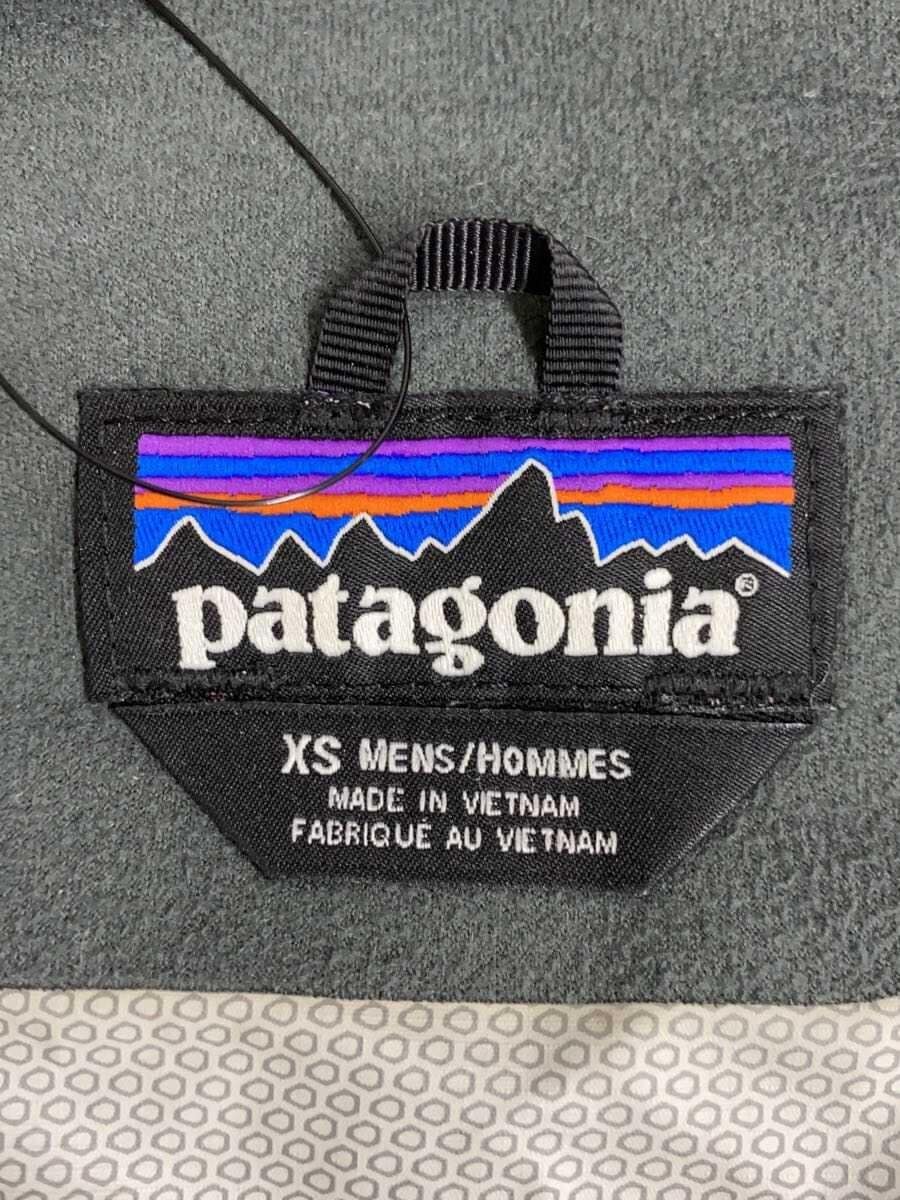 patagonia®
XS MENS/HOMMES
MADE IN VIETNAM
FABRIQUÉ AU VIETNAM